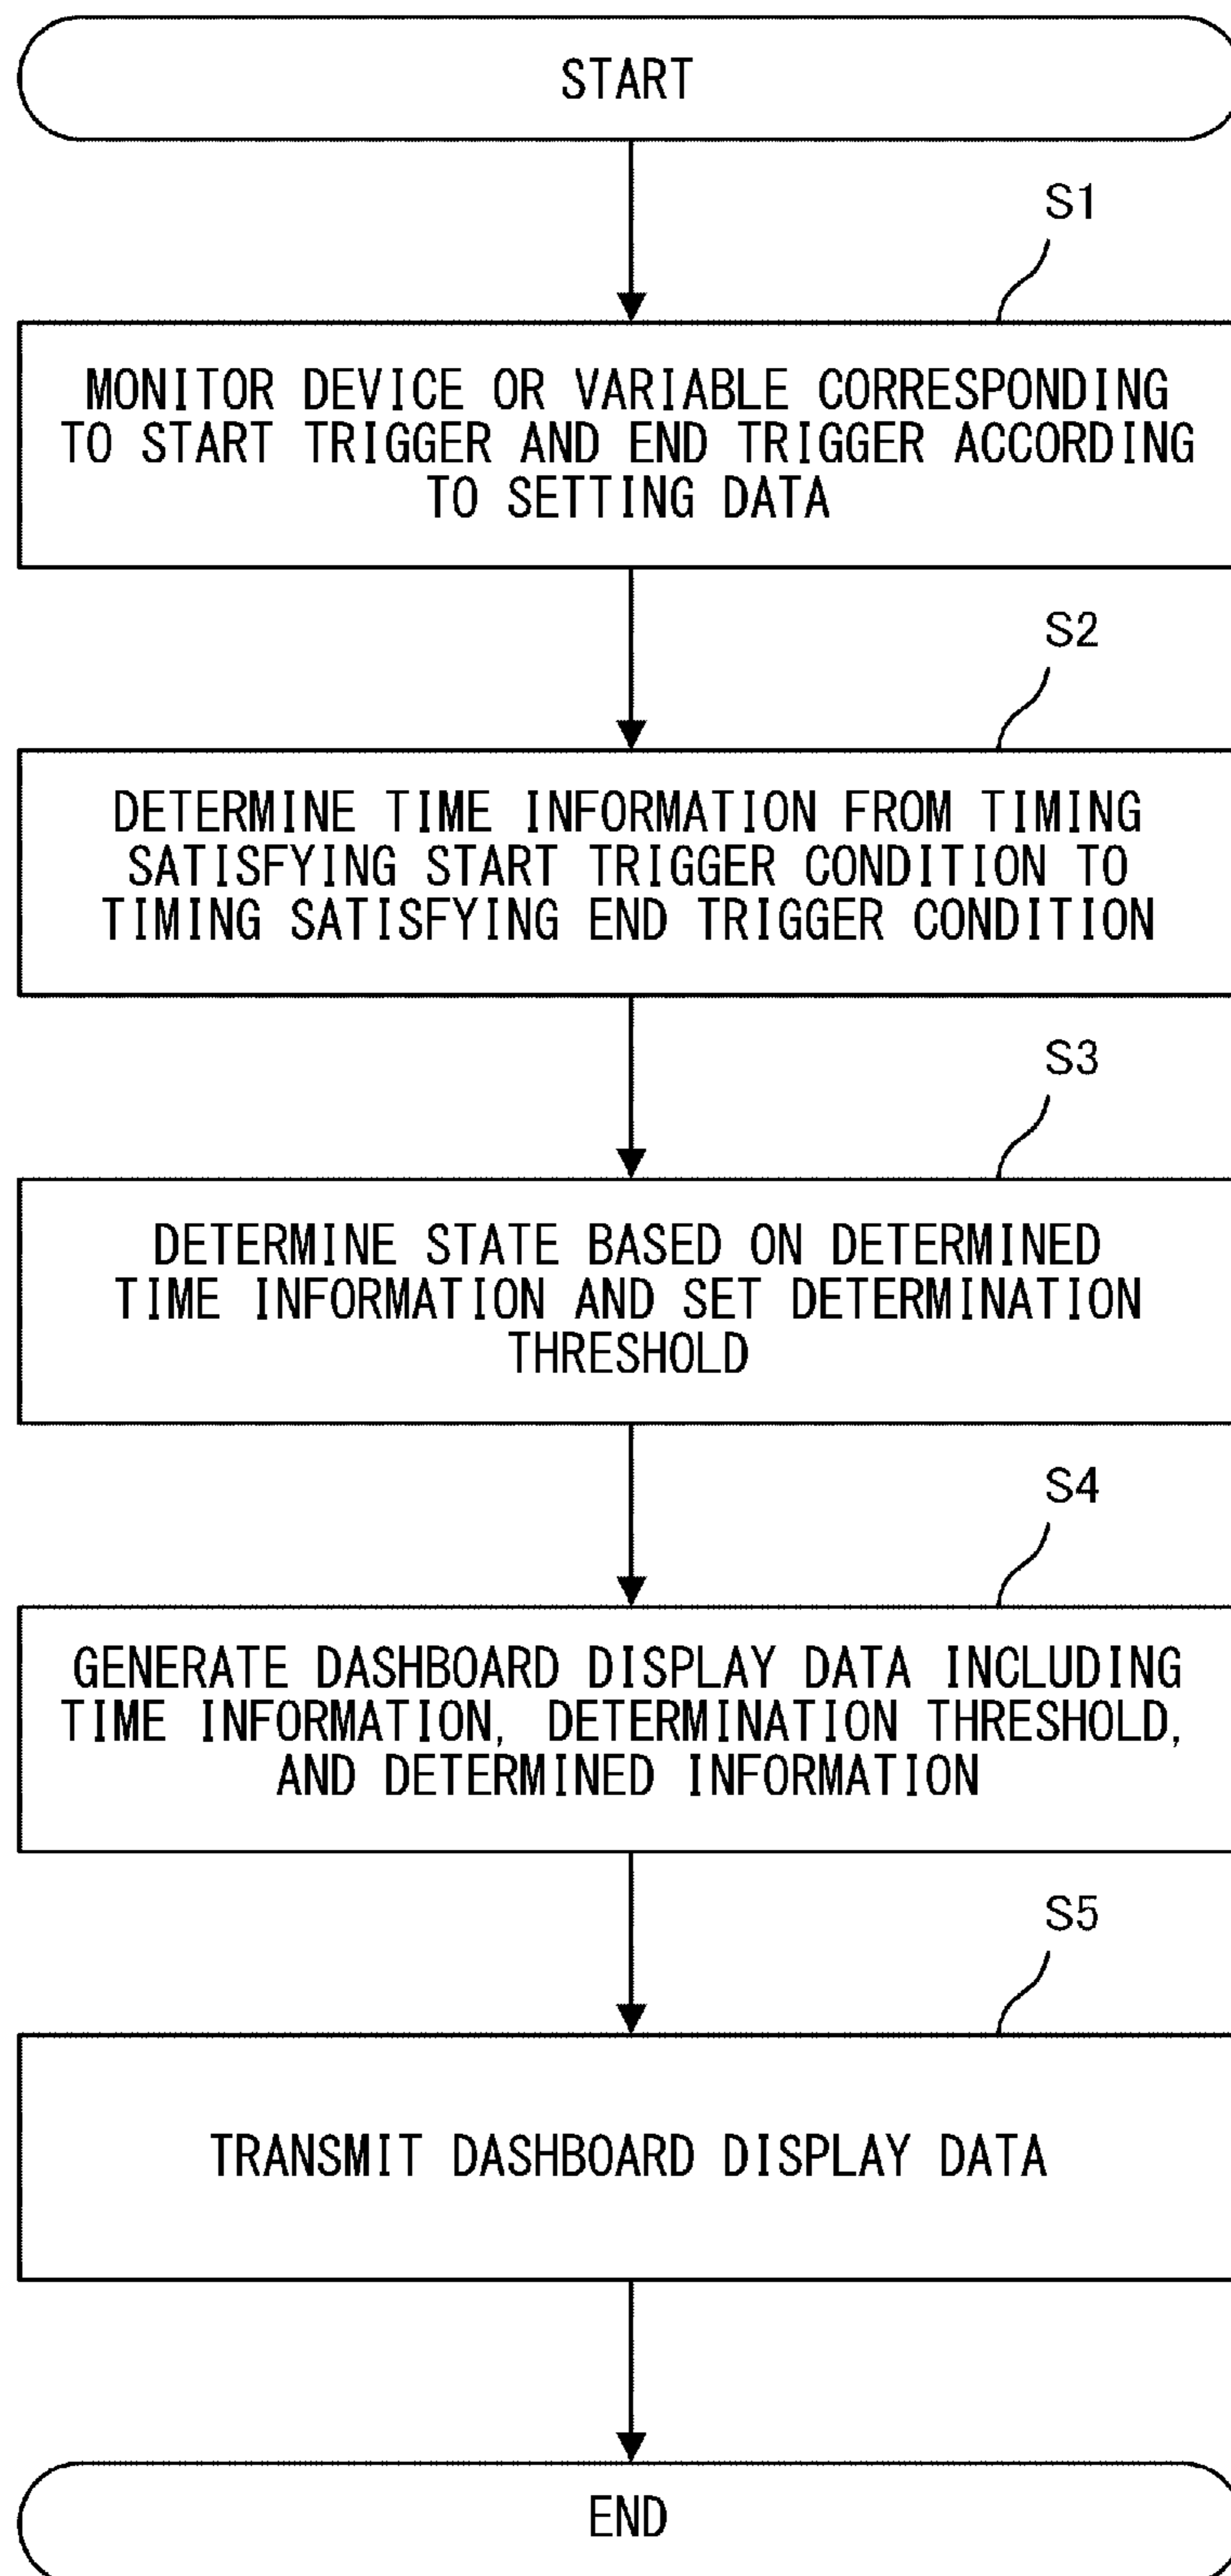 START
S1
MONITOR DEVICE OR VARIABLE CORRESPONDING
TO START TRIGGER AND END TRIGGER ACCORDING
TO SETTING DATA
S2
DETERMINE TIME INFORMATION FROM TIMING
SATISFYING START TRIGGER CONDITION TO
TIMING SATISFYING END TRIGGER CONDITION
S3
DETERMINE STATE BASED ON DETERMINED
TIME INFORMATION AND SET DETERMINATION
THRESHOLD
S4
GENERATE DASHBOARD DISPLAY DATA INCLUDING
TIME INFORMATION, DETERMINATION THRESHOLD,
AND DETERMINED INFORMATION
S5
TRANSMIT DASHBOARD DISPLAY DATA
END